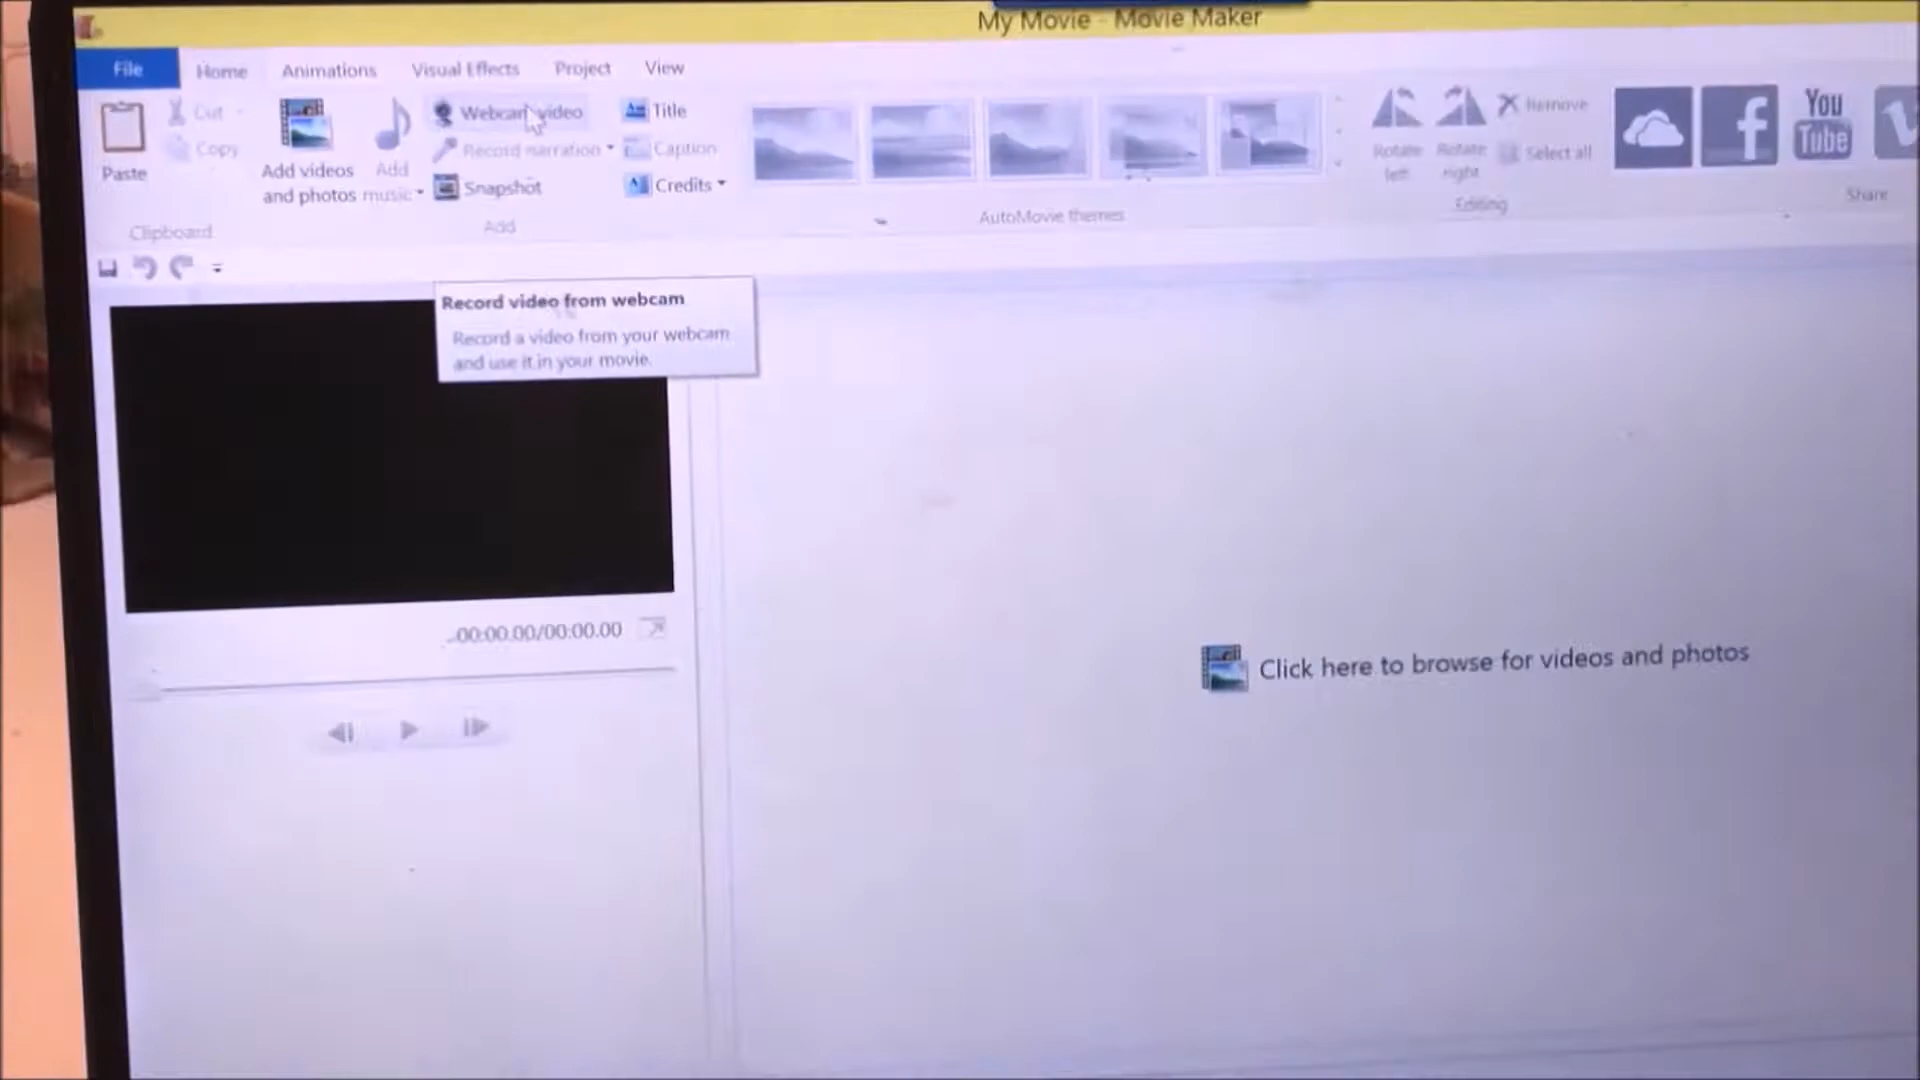 My Movie - Movie Maker
File Home Animations Visual Effects Project View
Paste
Cut
Copy
Clipboard
Add videos
and photos
Add
music
Webcam video
Record narration
Snapshot
Add
Title
Caption
Credits
AutoMovie themes
Rotate
left
Rotate
right
Remove
Select all
Editing
You
Tube
Share
Record video from webcam
Record a video from your webcam
and use it in your movie.
00:00.00/00:00.00
Click here to browse for videos and photos